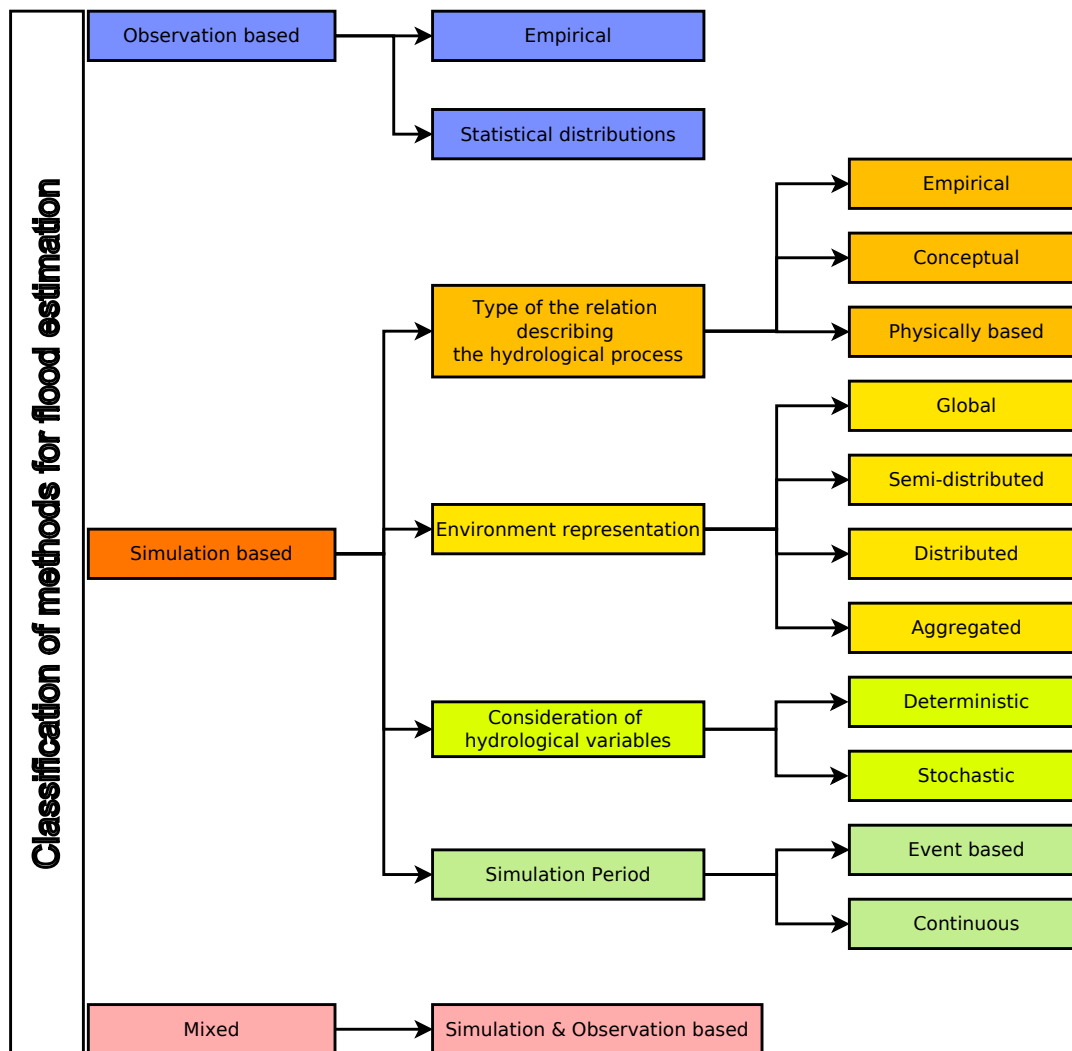 Classification of methods for flood estimation
Observation based
Empirical
Statistical distributions
Simulation based
Type of the relation
describing
the hydrological process
Empirical
Conceptual
Physically based
Environment representation
Global
Semi-distributed
Distributed
Aggregated
Consideration of
hydrological variables
Deterministic
Stochastic
Simulation Period
Event based
Continuous
Mixed
Simulation & Observation based